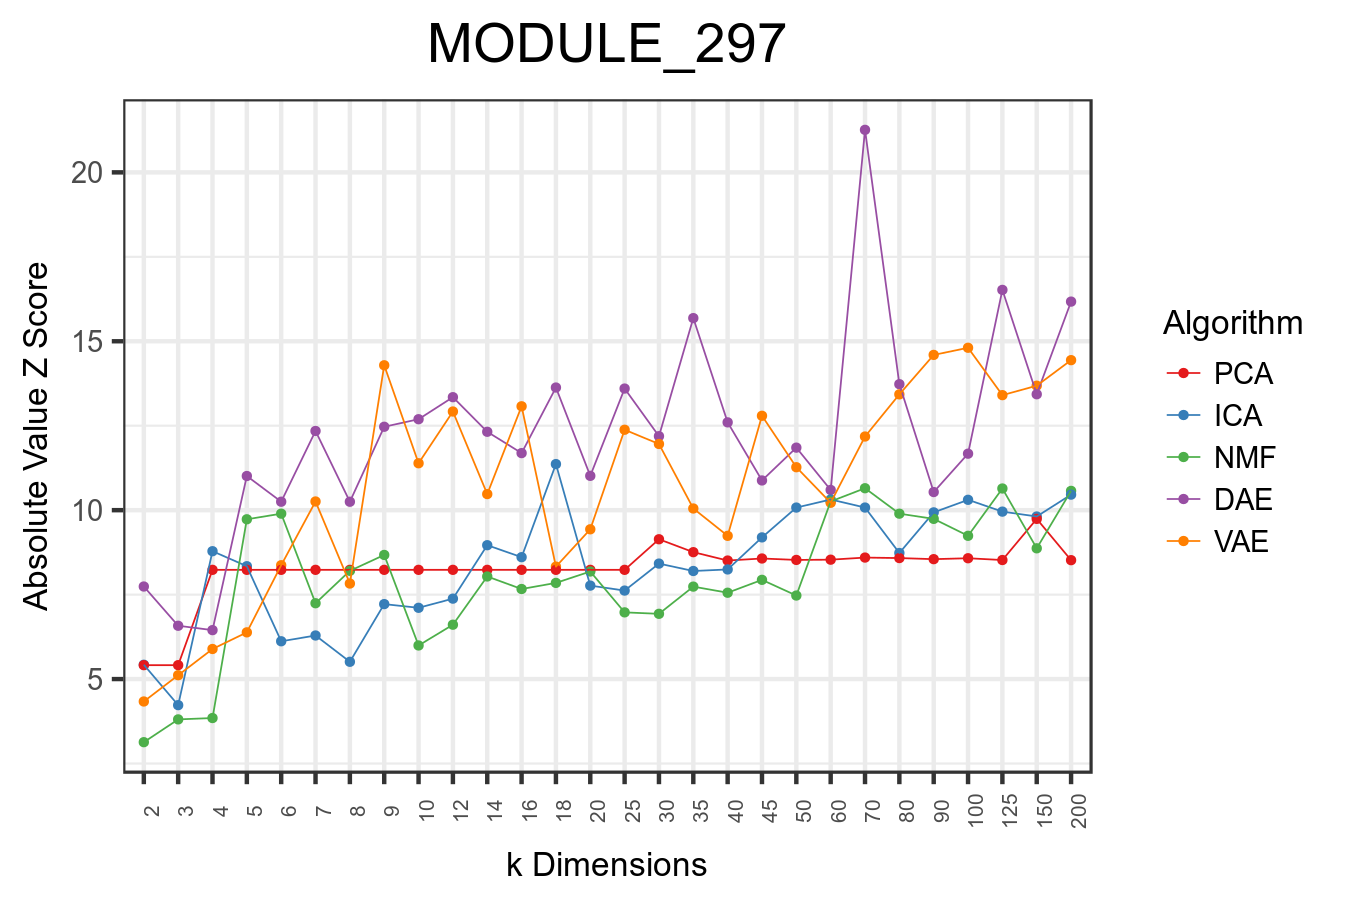 MODULE_297
Absolute Value Z Score
20
15
10
5
2 3 4 5 6 7 8 9 10 12 14 16 18 20 25 30 35 40 45 50 60 70 80 90 100 125 150 200
k Dimensions
Algorithm
PCA
ICA
NMF
DAE
VAE